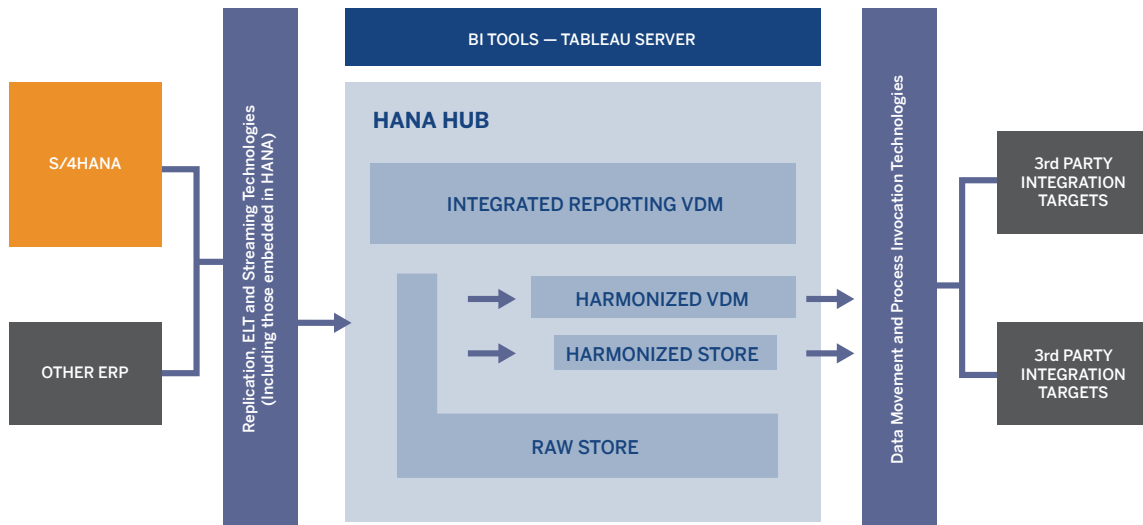 S/4HANA
OTHER ERP
Replication, ELT and Streaming Technologies
(Including those embedded in HANA)
BI TOOLS — TABLEAU SERVER
HANA HUB
INTEGRATED REPORTING VDM
HARMONIZED VDM
HARMONIZED STORE
RAW STORE
Data Movement and Process Invocation Technologies
3rd PARTY
INTEGRATION
TARGETS
3rd PARTY
INTEGRATION
TARGETS